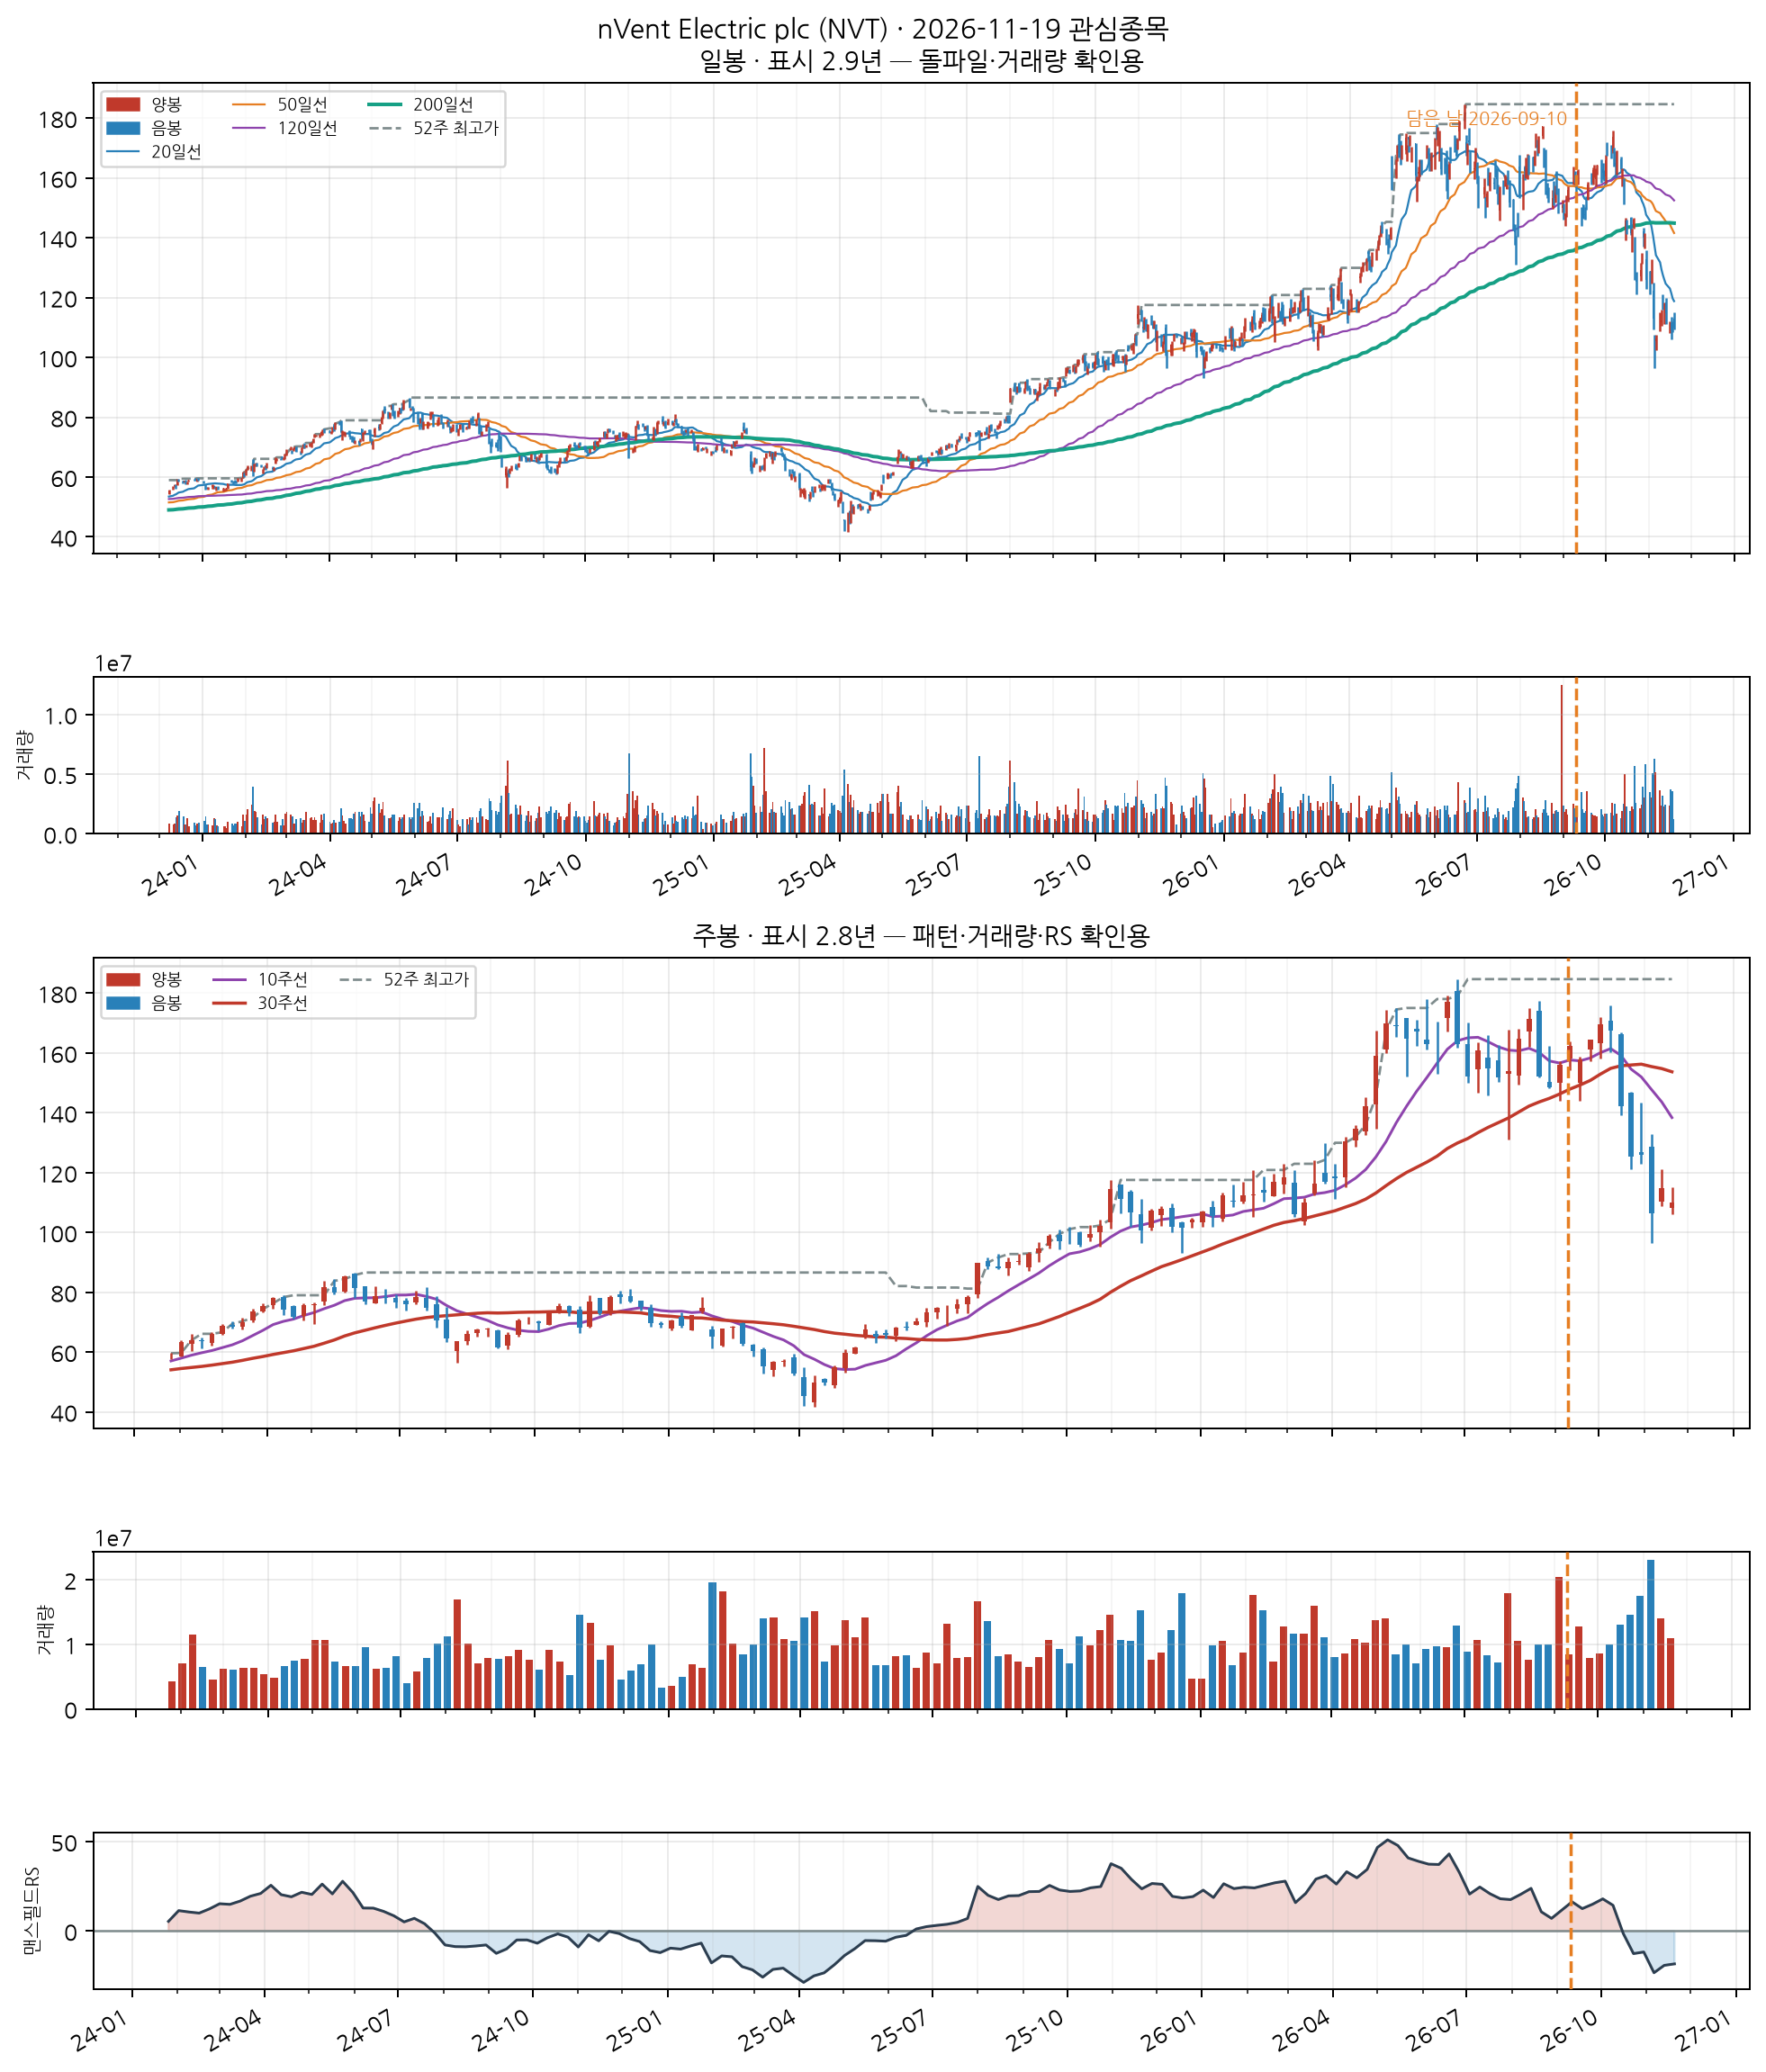 nVent Electric plc (NVT) · 2026-11-19 관심종목
일봉 · 표시 2.9년 — 돌파일·거래량 확인용
양봉
음봉
20일선
50일선
120일선
200일선
52주 최고가
담은 날 2026-09-10
180
160
140
120
100
80
60
40
1e7
거래량
1.0
0.5
0.0
24-01
24-04
24-07
24-10
25-01
25-04
25-07
25-10
26-01
26-04
26-07
26-10
27-01
주봉 · 표시 2.8년 — 패턴·거래량·RS 확인용
양봉
음봉
10주선
30주선
52주 최고가
180
160
140
120
100
80
60
40
1e7
거래량
2
1
0
맨스필드RS
50
0
24-01
24-04
24-07
24-10
25-01
25-04
25-07
25-10
26-01
26-04
26-07
26-10
27-01